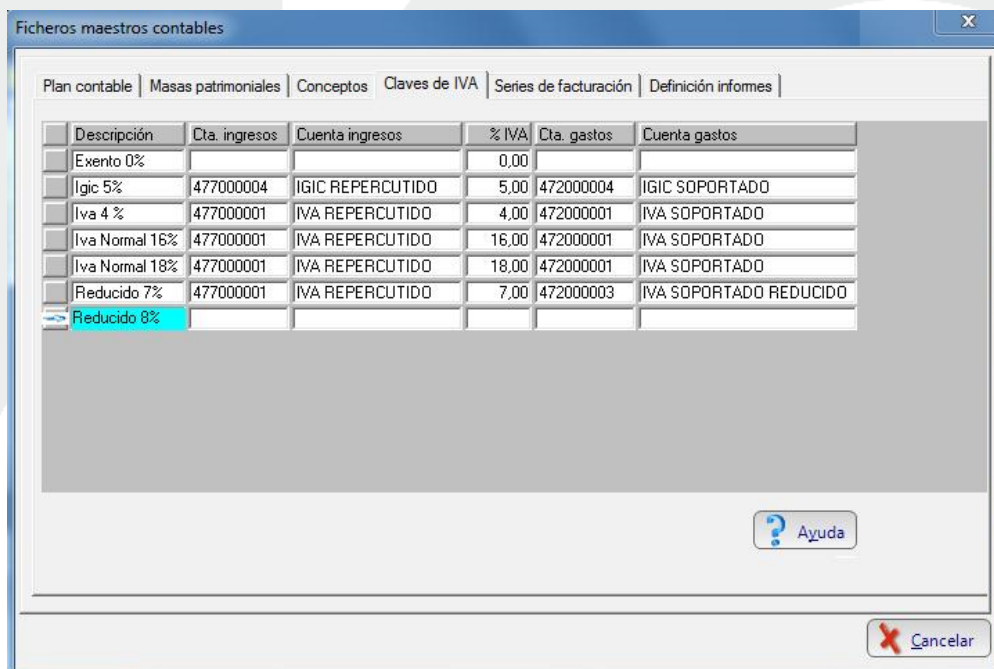 Ficheros maestros contables
X
Plan contable Masas patrimoniales Conceptos Claves de IVA Series de facturación Definición informes
Descripción Cta. ingresos Cuenta ingresos % IVA Cta. gastos Cuenta gastos
Exento 0% 0,00
Igic 5% 477000004 IGIC REPERCUTIDO 5,00 472000004 IGIC SOPORTADO
Iva 4 % 477000001 IVA REPERCUTIDO 4,00 472000001 IVA SOPORTADO
Iva Normal 16% 477000001 IVA REPERCUTIDO 16,00 472000001 IVA SOPORTADO
Iva Normal 18% 477000001 IVA REPERCUTIDO 18,00 472000001 IVA SOPORTADO
Reducido 7% 477000001 IVA REPERCUTIDO 7,00 472000003 IVA SOPORTADO REDUCIDO
Reducido 8%
? Ayuda
Cancelar